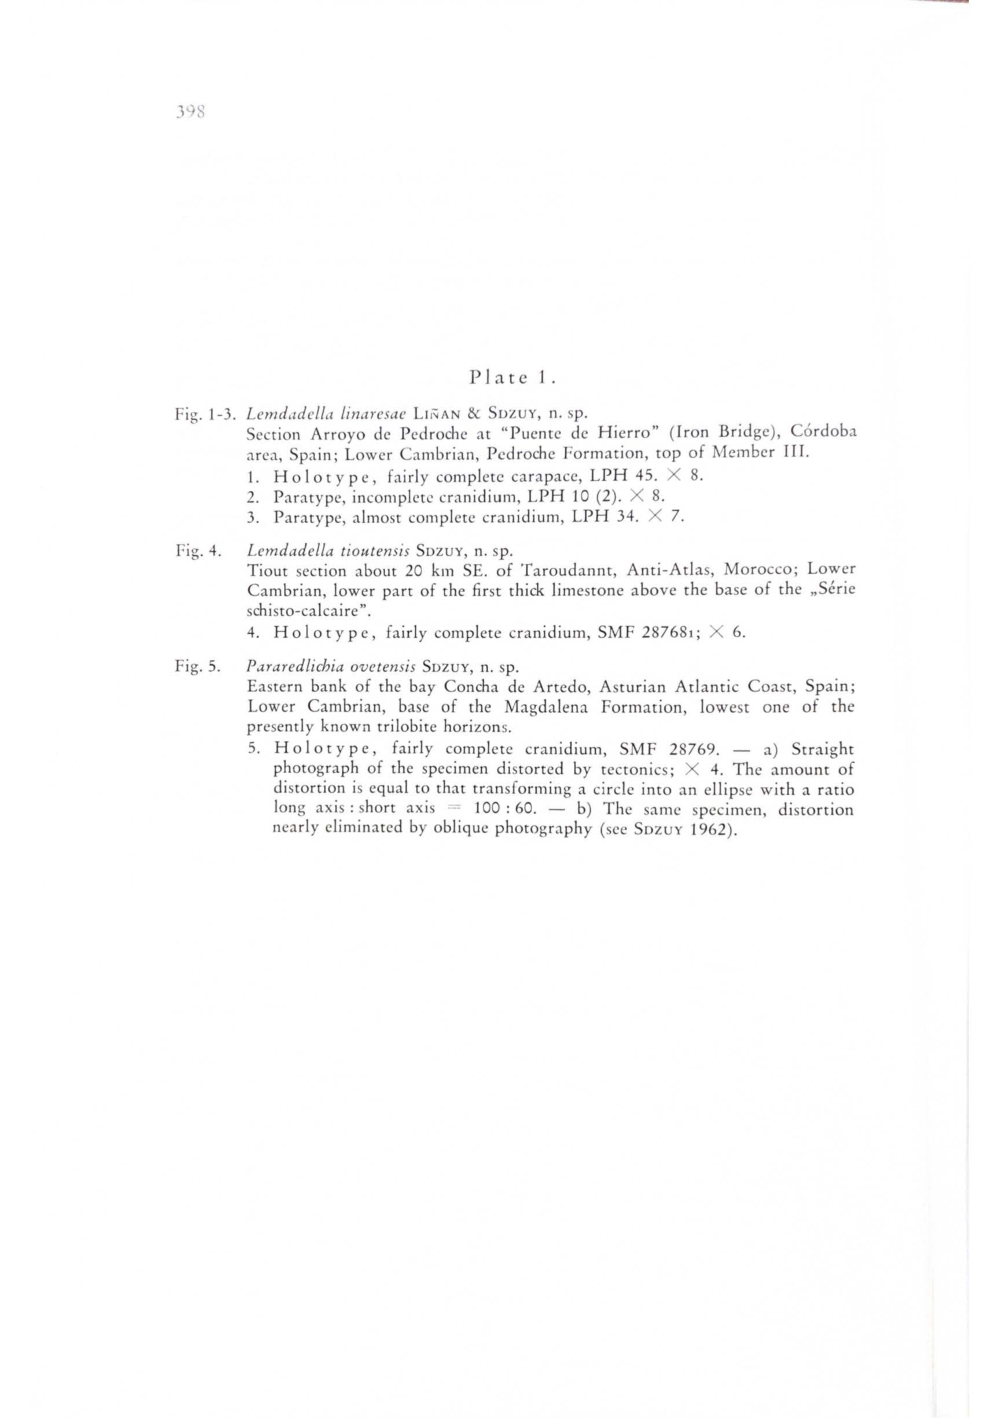 398
Plate 1.
Fig. 1-3. Lemdadella linaresae LIÑAN & SDZUY, n. sp.
Section Arroyo de Pedroche at “Puente de Hierro” (Iron Bridge), Córdoba
area, Spain; Lower Cambrian, Pedroche Formation, top of Member III.
1. Holotype, fairly complete carapace, LPH 45. × 8.
2. Paratype, incomplete cranidium, LPH 10 (2). × 8.
3. Paratype, almost complete cranidium, LPH 34. × 7.
Fig. 4. Lemdadella tioutensis SDZUY, n. sp.
Tiout section about 20 km SE. of Taroudannt, Anti-Atlas, Morocco; Lower
Cambrian, lower part of the first thick limestone above the base of the „Série
schisto-calcaire”.
4. Holotype, fairly complete cranidium, SMF 28768₁; × 6.
Fig. 5. Pararedlichia ovetensis SDZUY, n. sp.
Eastern bank of the bay Concha de Artedo, Asturian Atlantic Coast, Spain;
Lower Cambrian, base of the Magdalena Formation, lowest one of the
presently known trilobite horizons.
5. Holotype, fairly complete cranidium, SMF 28769. — a) Straight
photograph of the specimen distorted by tectonics; × 4. The amount of
distortion is equal to that transforming a circle into an ellipse with a ratio
long axis : short axis = 100 : 60. — b) The same specimen, distortion
nearly eliminated by oblique photography (see SDZUY 1962).